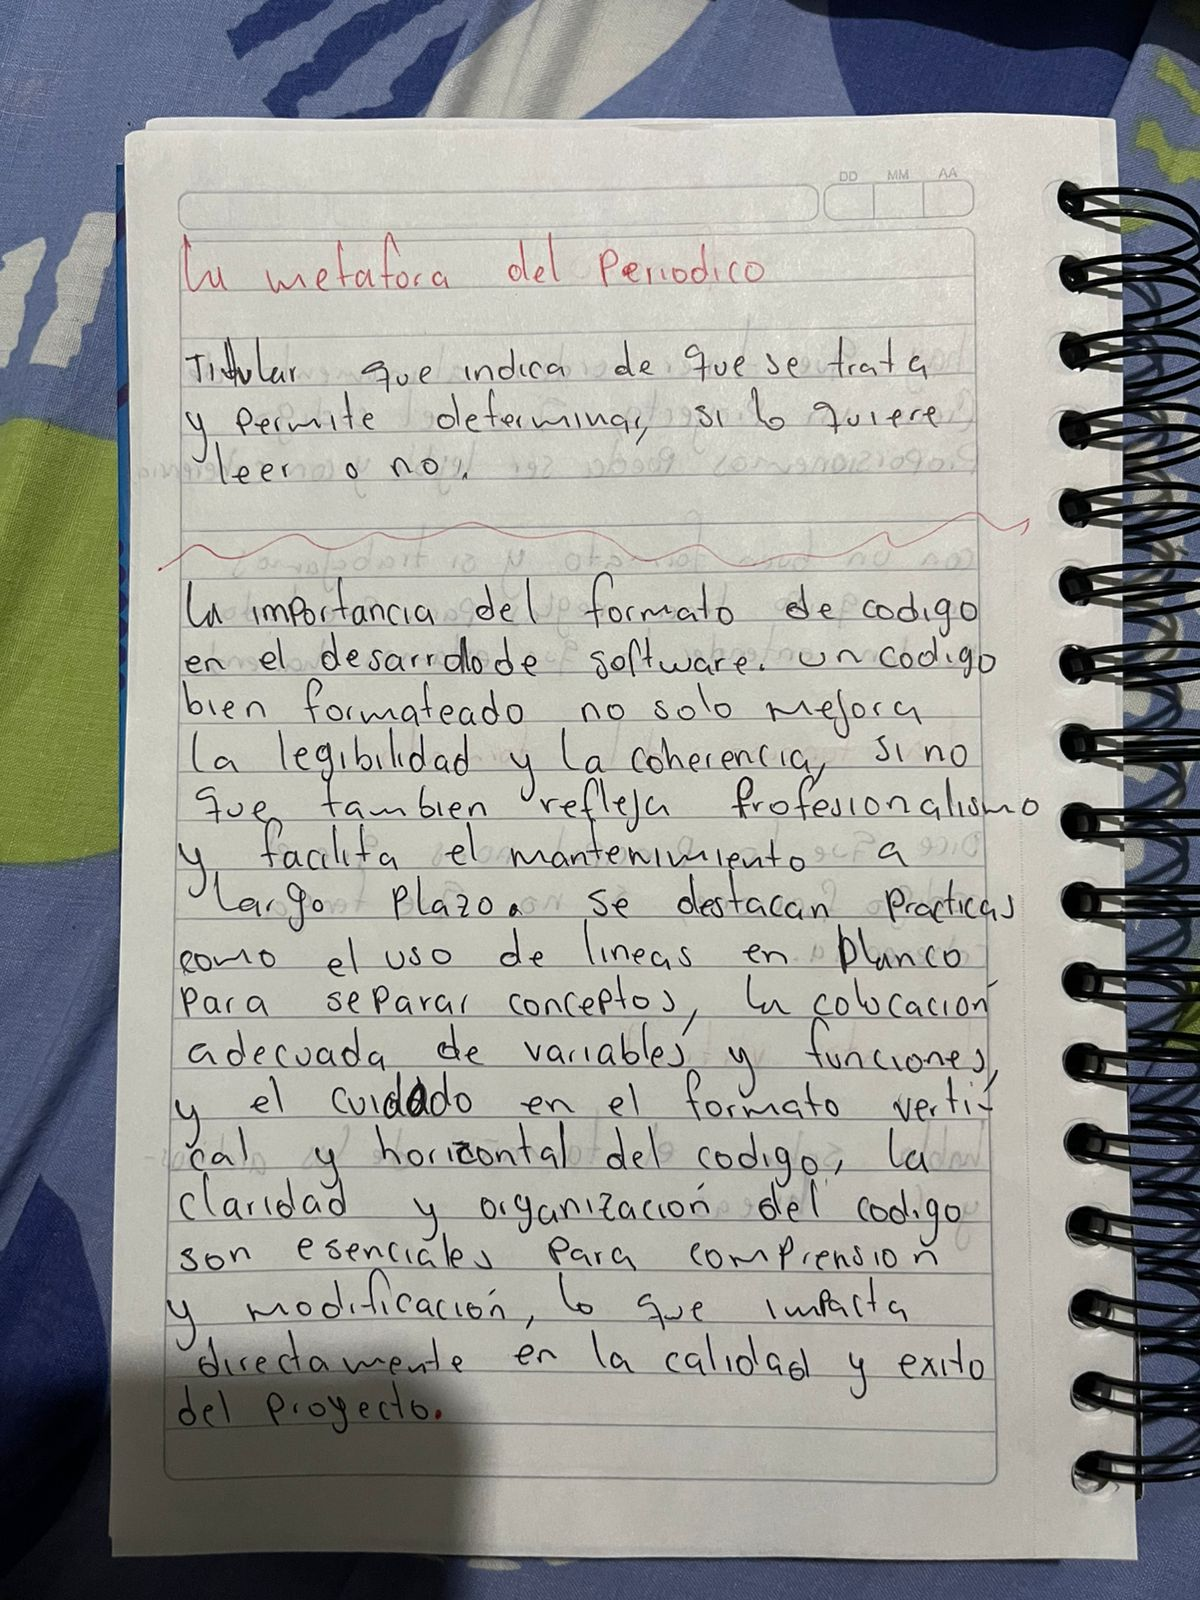 DD MM AA
La metafora del Periodico
Titular que indica de que se trata
y Permite determinar, si lo quiere
leer o no.
La importancia del formato de codigo
en el desarrollo de software. un codigo
bien formateado no solo mejora
la legibilidad y la coherencia, si no
que tambien refleja Profesionalismo
y facilita el mantenimiento a
largo Plazo. se destacan Practicas
como el uso de lineas en blanco
Para separar conceptos, la colocación
adecuada de variables y funciones,
y el cuidado en el formato verti-
cal y horizontal del codigo, la
claridad y organización del codigo
son esenciales Para comprension
y modificación, lo que impacta
directamente en la calidad y exito
del Proyecto.